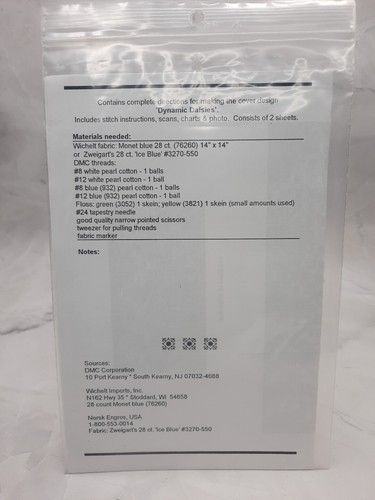 Contains complete directions for making the cover design
'Dynamic Daisies'.
Includes stitch instructions, scans, charts & photo. Consists of 2 sheets.
Materials needed:
Wichelt fabric: Monet blue 28 ct. (76260) 14" x 14"
or Zweigart's 28 ct. 'Ice Blue' #3270-550
DMC threads:
#8 white pearl cotton - 1 ball
#12 white pearl cotton - 1 ball
#8 blue (932) pearl cotton - 1 balls
#12 blue (932) pearl cotton - 1 ball
Floss: green (3052) 1 skein; yellow (3821) 1 skein (small amounts used)
#24 tapestry needle
good quality narrow pointed scissors
tweezer for pulling threads
fabric marker
Notes:
Sources:
DMC Corporation
10 Port Kearny * South Kearny, NJ 07032-4688
Wichelt Imports, Inc.
N162 Hwy 35 * Stoddard, WI 54658
28 count Monet blue (76260)
Norsk Engros, USA
1-800-553-0014
Fabric: Zweigart's 28 ct. 'Ice Blue' #3270-550